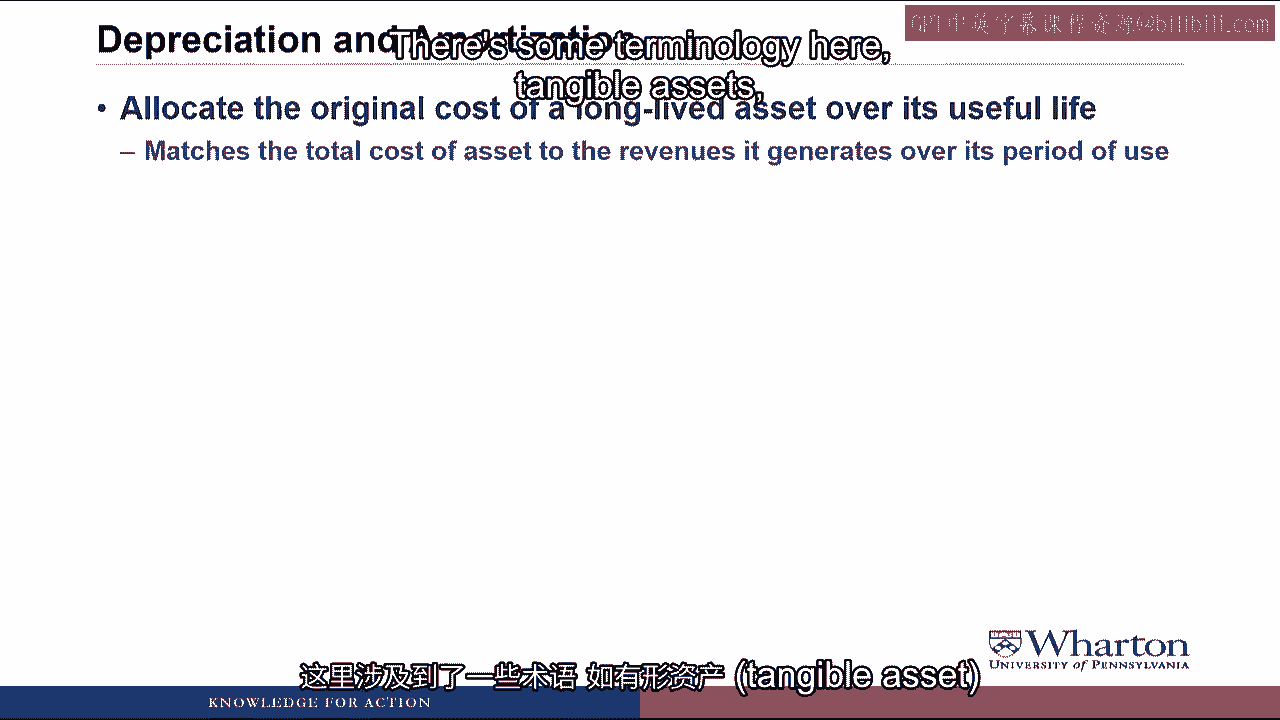 Depreciation and Amortization
There's some terminology here,
tangible assets,
GPT中英字幕课程资源@bilibili.com
• Allocate the original cost of a long-lived asset over its useful life
– Matches the total cost of asset to the revenues it generates over its period of use
Wharton
UNIVERSITY of PENNSYLVANIA
这里涉及到了一些术语 如有形资产 (tangible asset)
KNOWLEDGE FOR ACTION